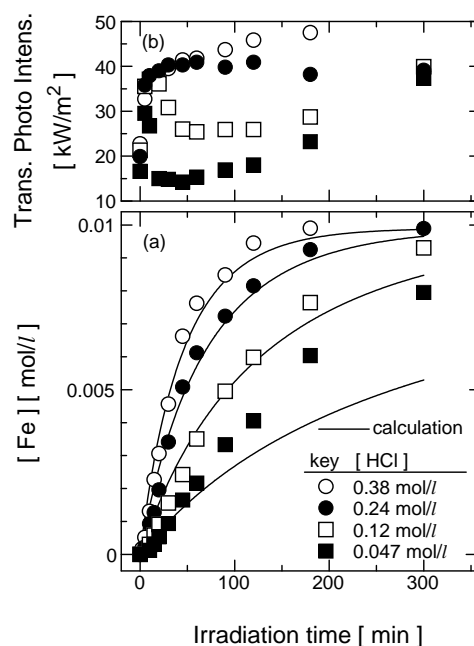 (b)
Trans. Photo Intens.
[ kW/m² ]
50
40
30
20
10
(a)
[ Fe ] [ mol/l ]
0.01
0.005
0
calculation
key [ HCl ]
0.38 mol/l
0.24 mol/l
0.12 mol/l
0.047 mol/l
0 100 200 300
Irradiation time [ min ]